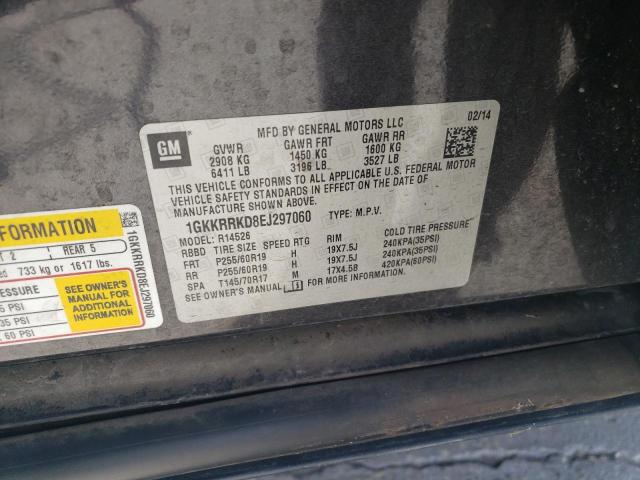 GM
MFD BY GENERAL MOTORS LLC
02/14
GVWR GAWR FRT GAWR RR
2908 KG 1450 KG 1600 KG
6411 LB 3196 LB 3527 LB
THIS VEHICLE CONFORMS TO ALL APPLICABLE U.S. FEDERAL MOTOR
VEHICLE SAFETY STANDARDS IN EFFECT ON THE DATE OF
MANUFACTURE SHOWN ABOVE.
1GKKRRKD8EJ297060 TYPE: M.P.V.
MODEL: R14526
RBBD TIRE SIZE SPEED RTG RIM COLD TIRE PRESSURE
FRT P255/60R19 H 19X7.5J 240KPA(35PSI)
RR P255/60R19 H 19X7.5J 240KPA(35PSI)
SPA T145/70R17 M 17X4.5B 420KPA(60PSI)
SEE OWNER'S MANUAL
FORMATION
T 2 REAR 5
733 kg or 1617 lbs.
SEE OWNER'S
MANUAL FOR
ADDITIONAL
INFORMATION
35 PSI
60 PSI
1GKKRRKD8EJ297060